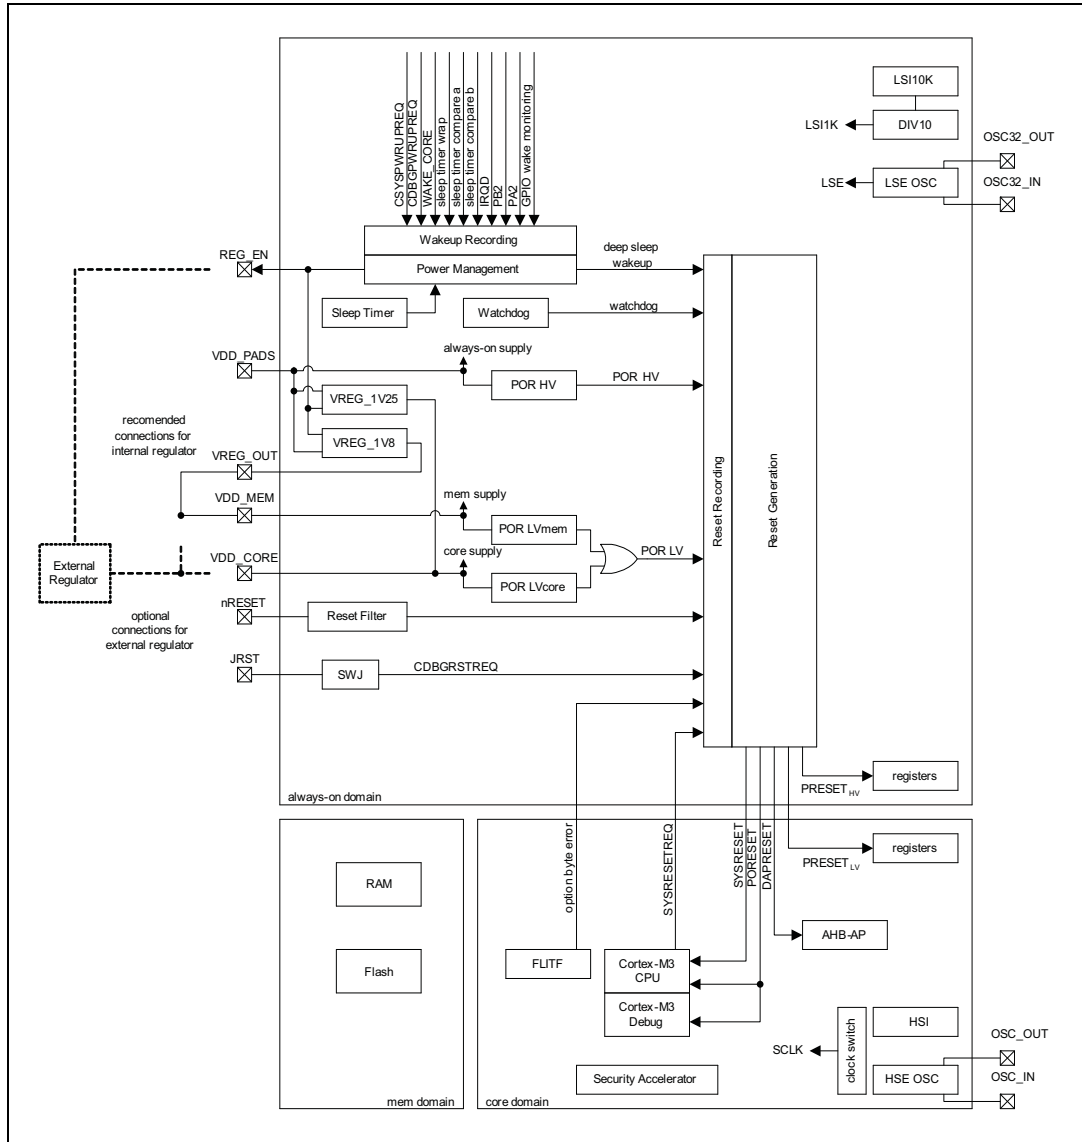 CSYSPWRUPREQ
CDBGPWRUPREQ
WAKE_CORE
sleep timer wrap
sleep timer compare a
sleep timer compare b
IRQD
PB2
PA2
GPIO wake monitoring
LSI10K
LSI1K
DIV10
OSC32_OUT
LSE
LSE OSC
OSC32_IN
Wakeup Recording
Power Management
deep sleep
wakeup
REG_EN
Sleep Timer
Watchdog
watchdog
VDD_PADS
always-on supply
POR HV
POR HV
VREG_1V25
VREG_1V8
recomended
connections for
internal regulator
VREG_OUT
VDD_MEM
mem supply
POR LVmem
Reset Recording
Reset Generation
VDD_CORE
core supply
POR LV
POR LVcore
External
Regulator
optional
connections for
external regulator
nRESET
Reset Filter
JRST
SWJ
CDBGRSTREQ
PRESET HV
registers
always-on domain
option byte error
SYSRESETREQ
SYSRESET
PORESET
DAPRESET
PRESET LV
registers
RAM
Flash
FLITF
Cortex-M3
CPU
Cortex-M3
Debug
AHB-AP
SCLK
clock switch
HSI
HSE OSC
OSC_OUT
OSC_IN
Security Accelerator
mem domain
core domain